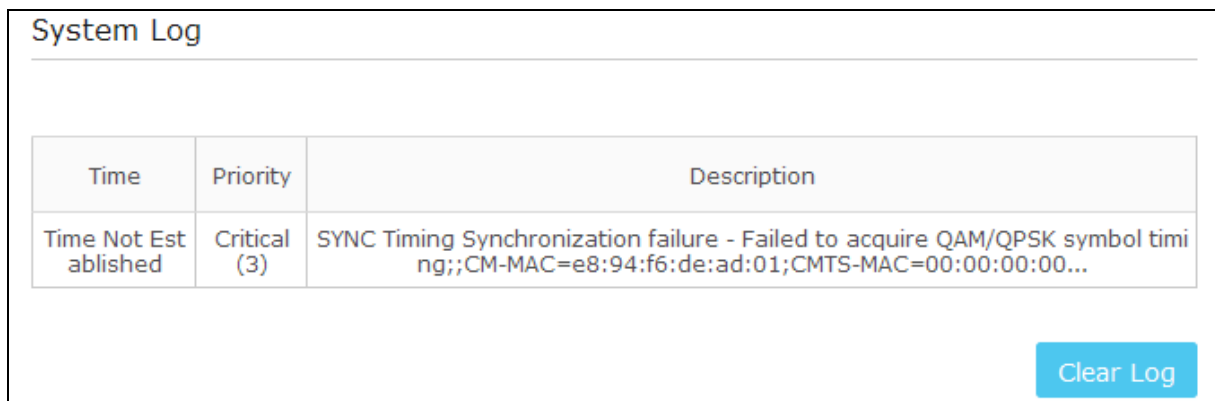 System Log
Time Priority Description
Time Not Est Critical SYNC Timing Synchronization failure - Failed to acquire QAM/QPSK symbol timi
ablished (3) ng;;CM-MAC=e8:94:f6:de:ad:01;CMTS-MAC=00:00:00:00...
Clear Log